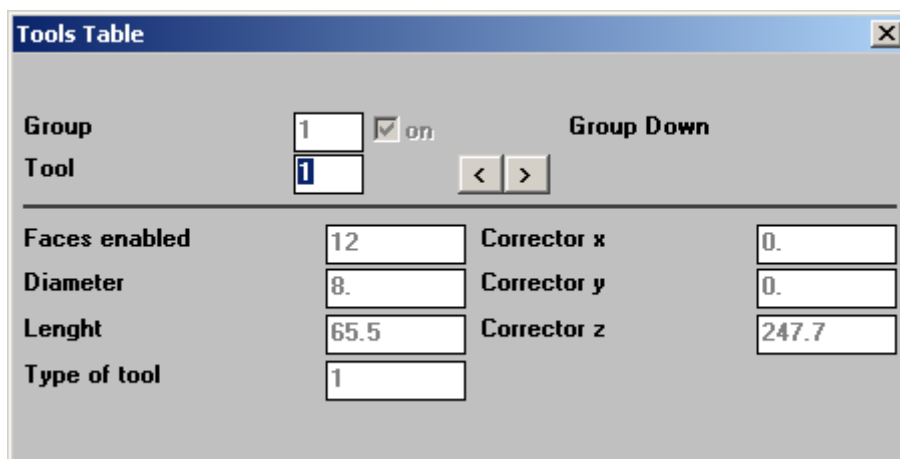 Tools Table
Group 1 on Group Down
Tool 1 < >
Faces enabled 12 Corrector x 0.
Diameter 8. Corrector y 0.
Lenght 65.5 Corrector z 247.7
Type of tool 1